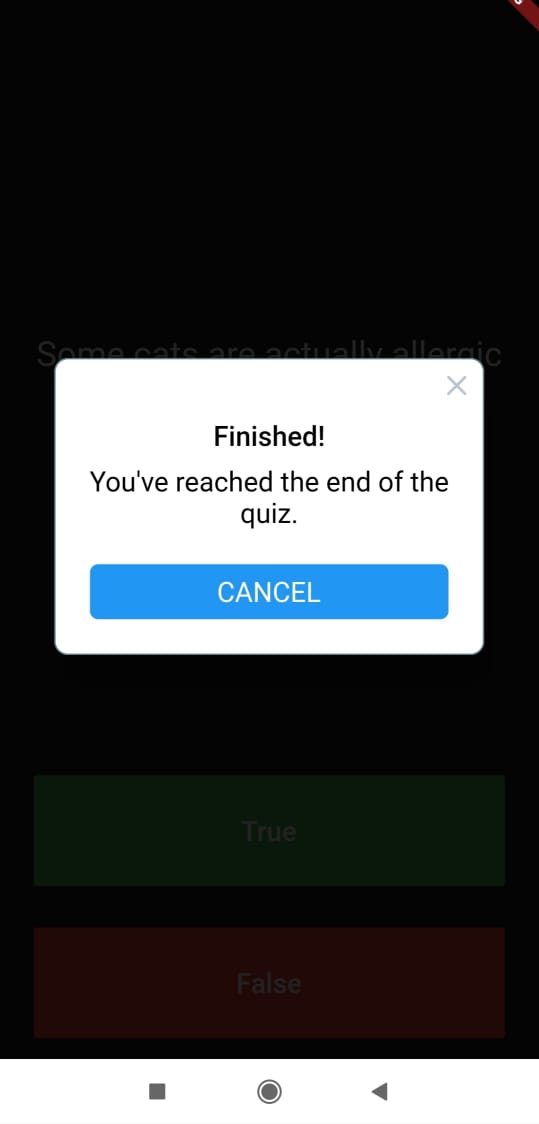 Some cats are actually allergic
Finished!
You've reached the end of the
quiz.
CANCEL
True
False